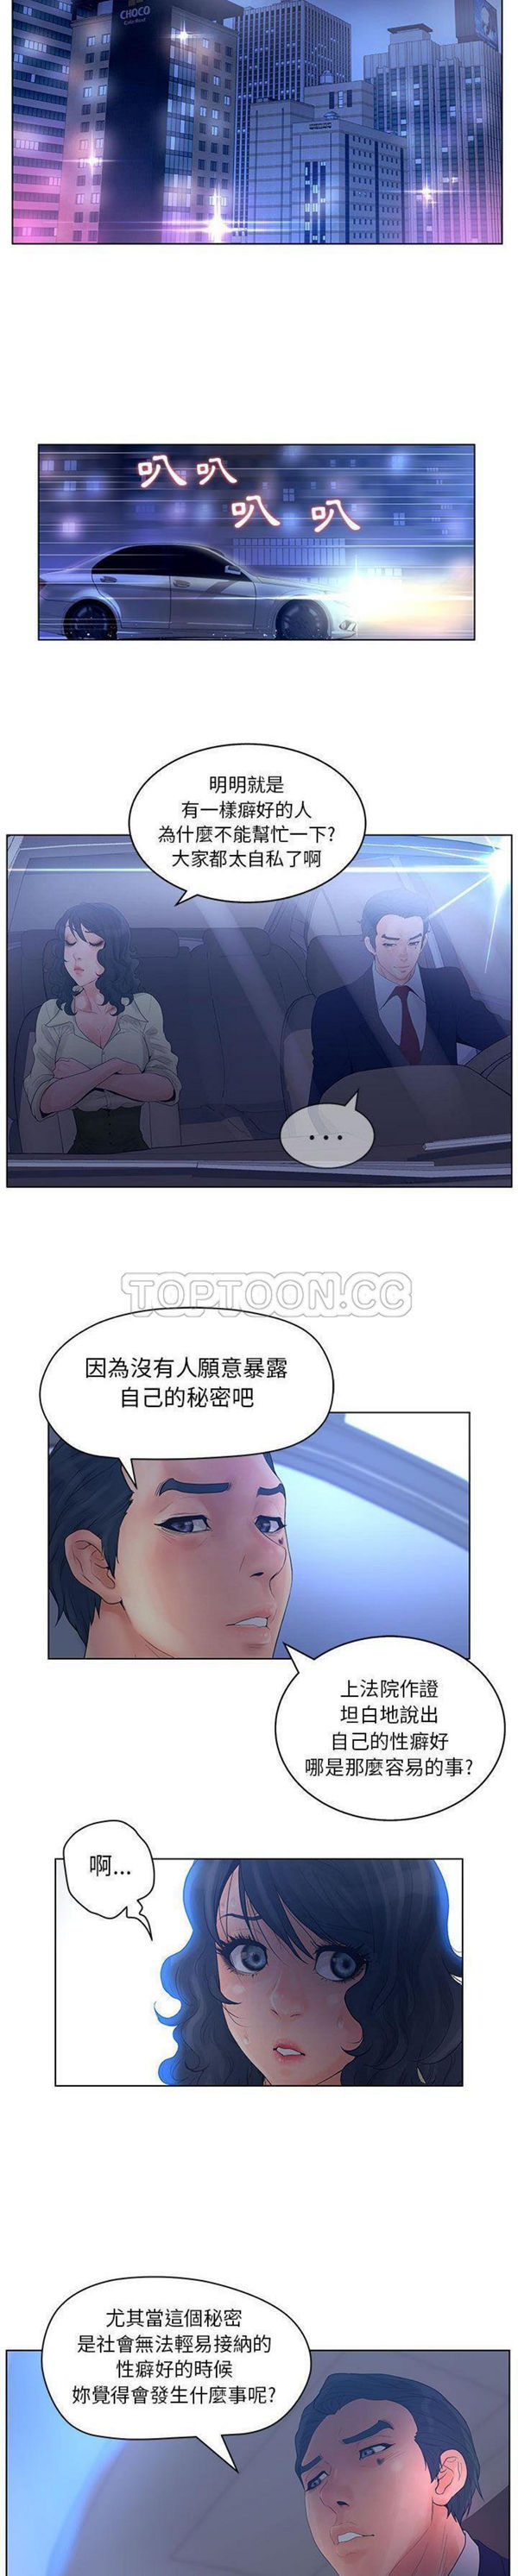 CHOCO
叭 叭
叭 叭
明明就是
有一樣癖好的人
為什麼不能幫忙一下?
大家都太自私了啊
...
TOPTOON.CC
因為沒有人願意暴露
自己的秘密吧
上法院作證
坦白地說出
自己的性癖好
哪是那麼容易的事?
啊...
尤其當這個秘密
是社會無法輕易接納的
性癖好的時候
妳覺得會發生什麼事呢?